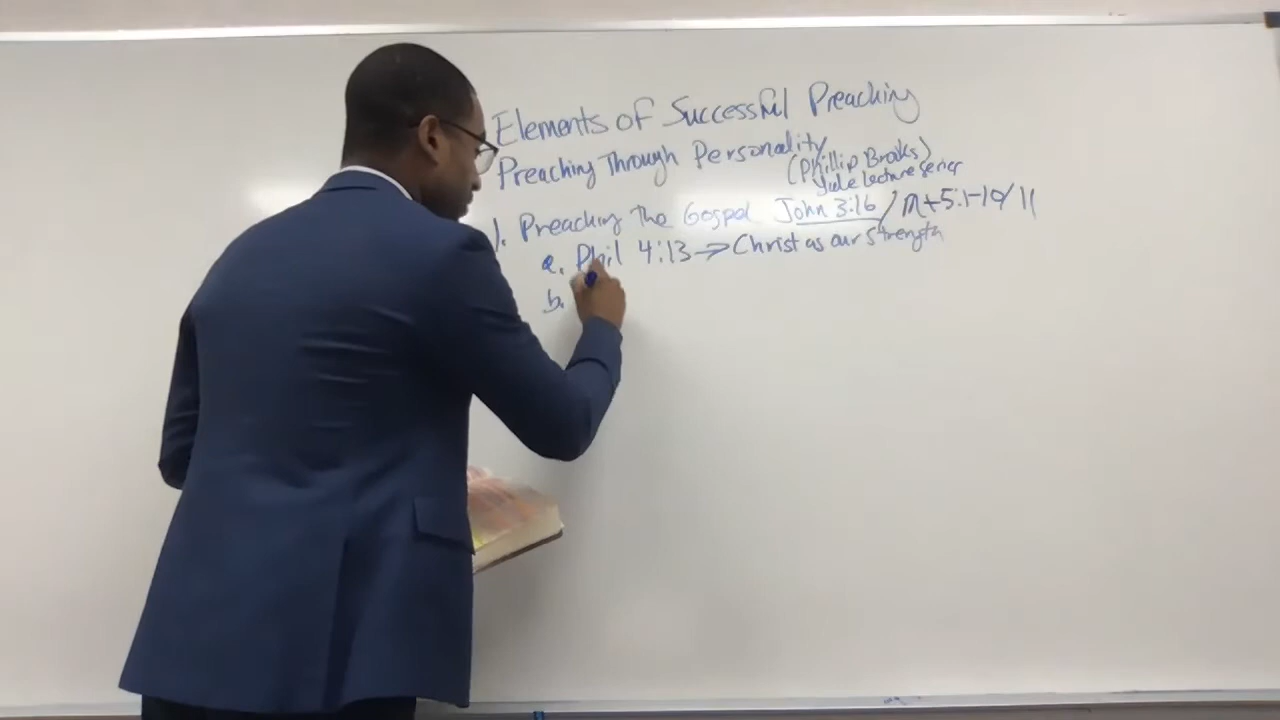 Elements of Successful Preaching
Preaching Through Personality
(Phillip Brooks)
Yale Lecture Series
1. Preaching The Gospel John 3:16 / Mt 5:1-10/11
a. Phil 4:13 → Christ as our strength
b.